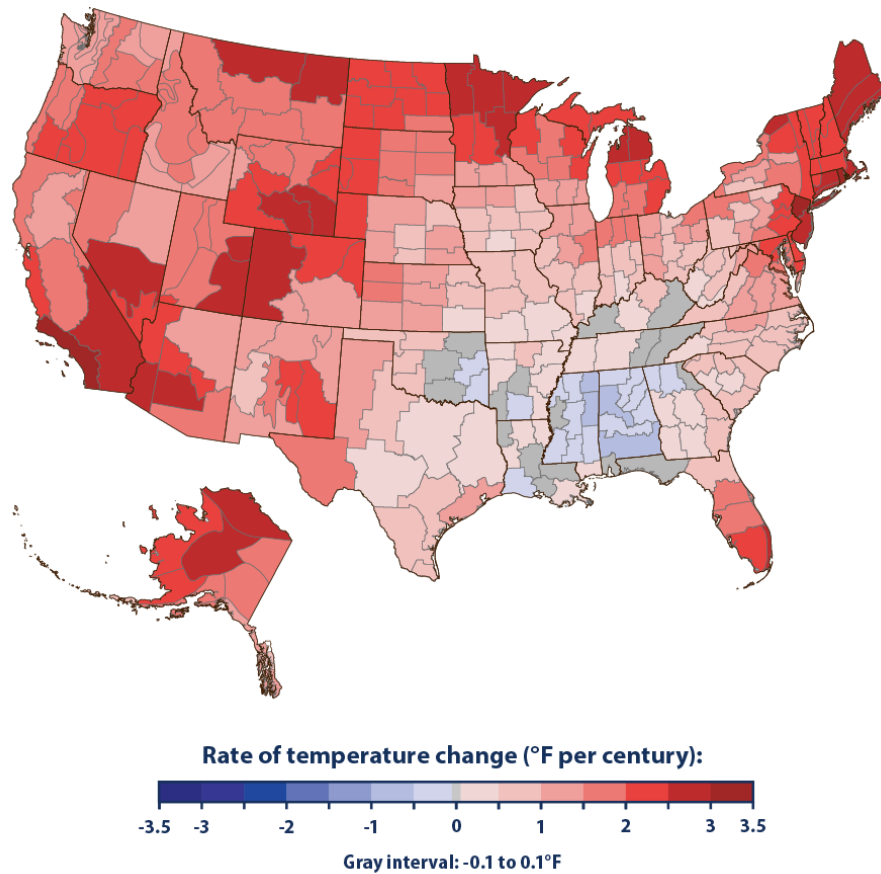 Rate of temperature change (°F per century):
-3.5 -3 -2 -1 0 1 2 3 3.5
Gray interval: -0.1 to 0.1°F